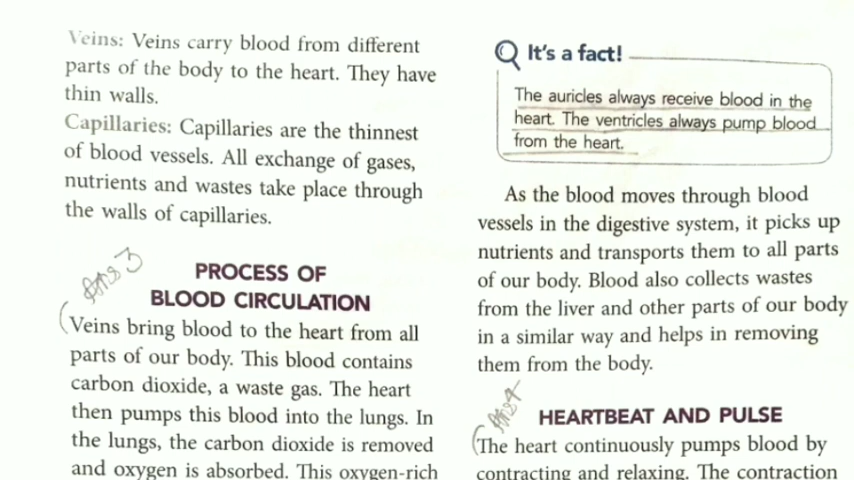 Veins: Veins carry blood from different
parts of the body to the heart. They have
thin walls.
Capillaries: Capillaries are the thinnest
of blood vessels. All exchange of gases,
nutrients and wastes take place through
the walls of capillaries.
Ans 3
PROCESS OF
BLOOD CIRCULATION
Veins bring blood to the heart from all
parts of our body. This blood contains
carbon dioxide, a waste gas. The heart
then pumps this blood into the lungs. In
the lungs, the carbon dioxide is removed
and oxygen is absorbed. This oxygen-rich
It's a fact!
The auricles always receive blood in the
heart. The ventricles always pump blood
from the heart.
As the blood moves through blood
vessels in the digestive system, it picks up
nutrients and transports them to all parts
of our body. Blood also collects wastes
from the liver and other parts of our body
in a similar way and helps in removing
them from the body.
Ans 4
HEARTBEAT AND PULSE
The heart continuously pumps blood by
contracting and relaxing. The contraction